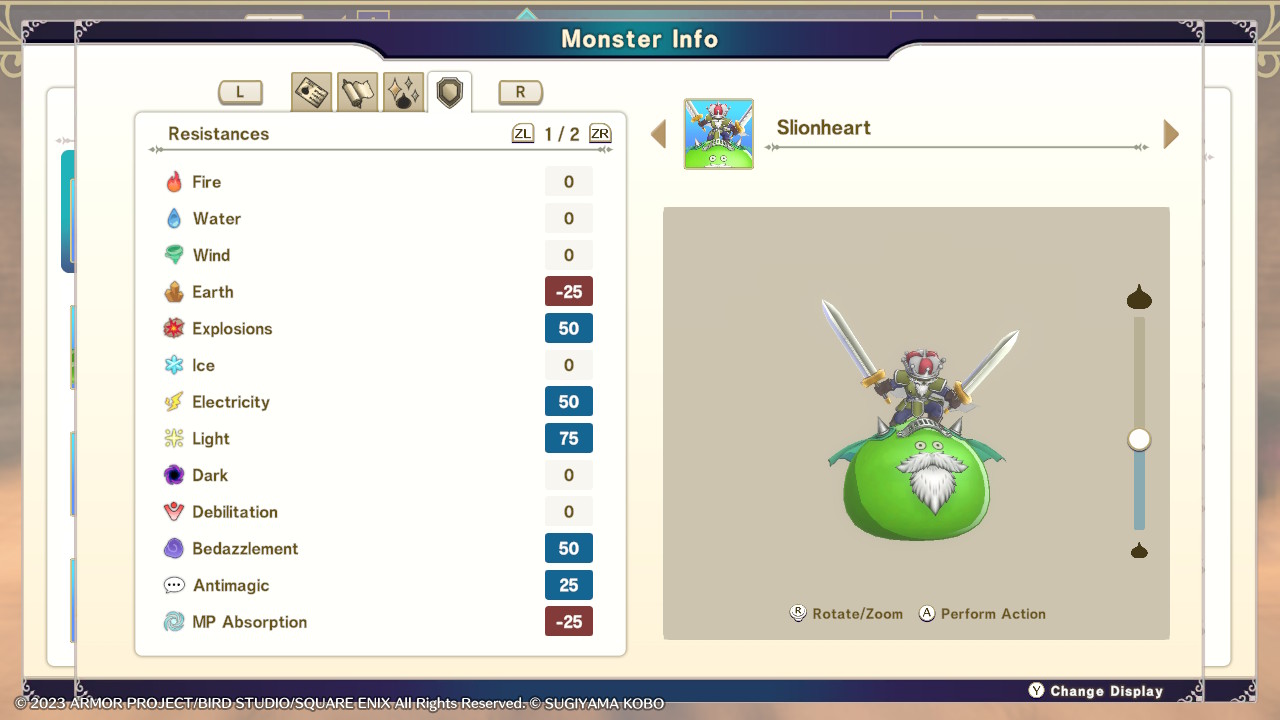 Monster Info
L
R
Resistances
ZL 1 / 2 ZR
Fire 0
Water 0
Wind 0
Earth -25
Explosions 50
Ice 0
Electricity 50
Light 75
Dark 0
Debilitation 0
Bedazzlement 50
Antimagic 25
MP Absorption -25
Slionheart
R Rotate/Zoom A Perform Action
Y Change Display
© 2023 ARMOR PROJECT/BIRD STUDIO/SQUARE ENIX All Rights Reserved. © SUGIYAMA KOBO